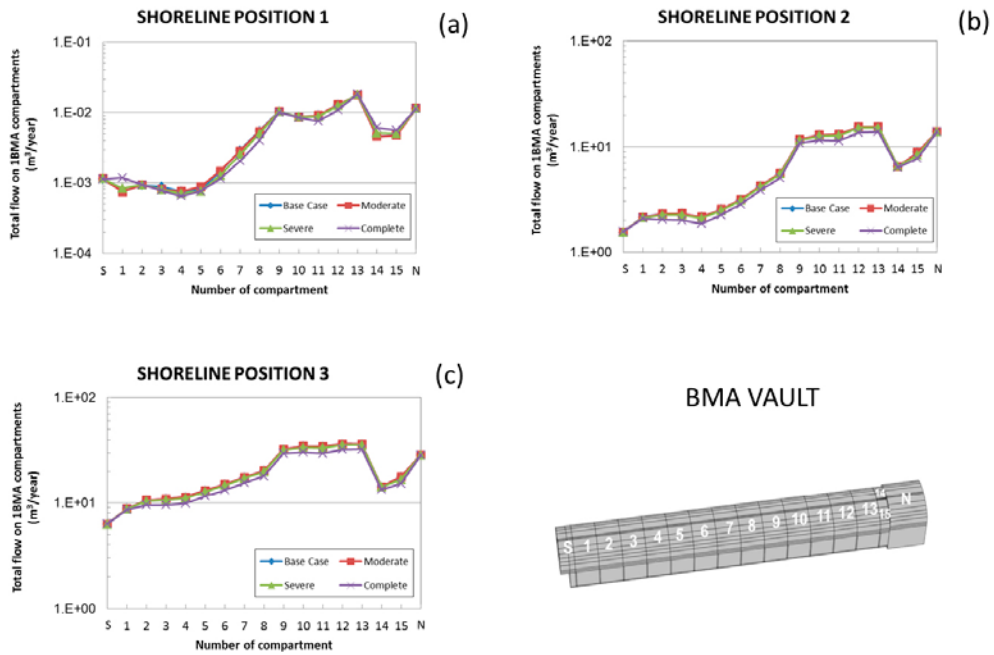 SHORELINE POSITION 1
(a)
Total flow on 1BMA compartments
(m³/year)
1.E-01
1.E-02
1.E-03
1.E-04
Base Case
Moderate
Severe
Complete
S 1 2 3 4 5 6 7 8 9 10 11 12 13 14 15 N
Number of compartment
SHORELINE POSITION 2
(b)
Total flow on 1BMA compartments
(m³/year)
1.E+02
1.E+01
1.E+00
Base Case
Moderate
Severe
Complete
S 1 2 3 4 5 6 7 8 9 10 11 12 13 14 15 N
Number of compartment
SHORELINE POSITION 3
(c)
Total flow on 1BMA compartments
(m³/year)
1.E+02
1.E+01
1.E+00
Base Case
Moderate
Severe
Complete
S 1 2 3 4 5 6 7 8 9 10 11 12 13 14 15 N
Number of compartment
BMA VAULT
S 1 2 3 4 5 6 7 8 9 10 11 12 13 15 N